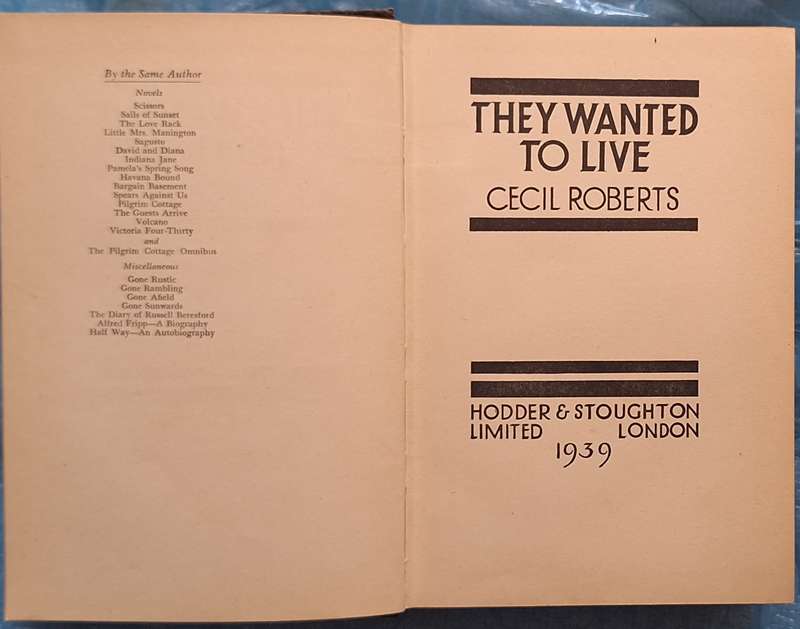 By the Same Author
Novels
Scissors
Sails of Sunset
The Love Rack
Little Mrs. Manington
Sagusto
David and Diana
Indiana Jane
Pamela's Spring Song
Havana Bound
Bargain Basement
Spears Against Us
Pilgrim Cottage
The Guests Arrive
Volcano
Victoria Four-Thirty
and
The Pilgrim Cottage Omnibus
Miscellaneous
Gone Rustic
Gone Rambling
Gone Afield
Gone Sunwards
The Diary of Russell Beresford
Alfred Fripp—A Biography
Half Way—An Autobiography
THEY WANTED
TO LIVE
CECIL ROBERTS
HODDER & STOUGHTON
LIMITED LONDON
1939